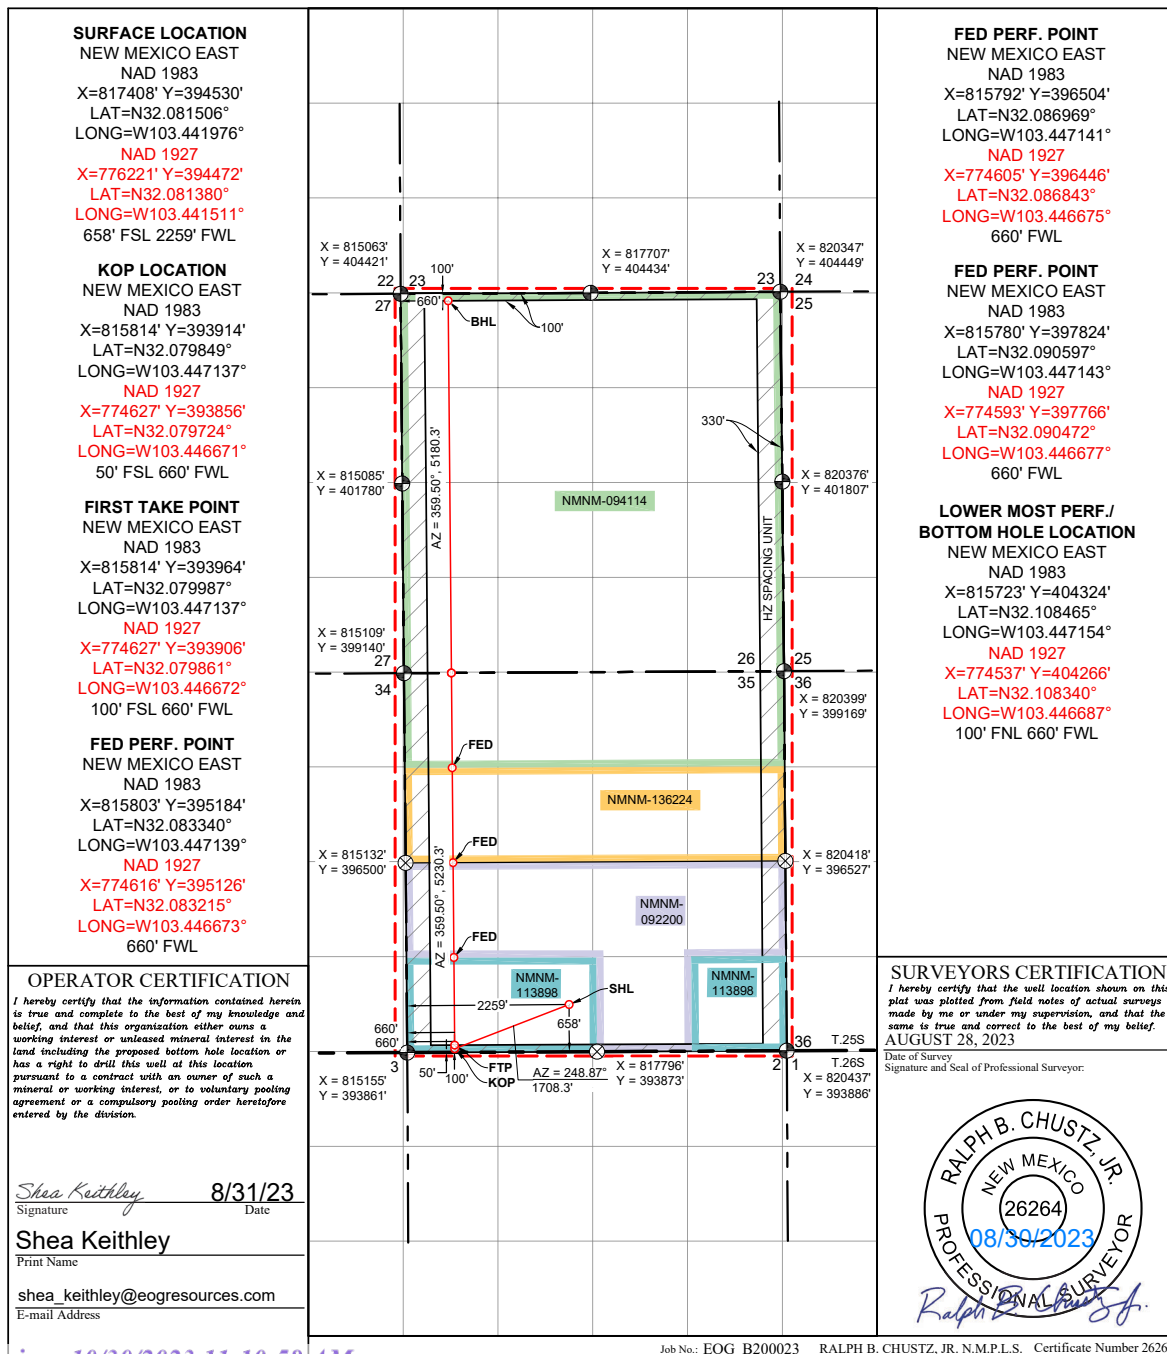 SURFACE LOCATION
NEW MEXICO EAST
NAD 1983
X=817408' Y=394530'
LAT=N32.081506°
LONG=W103.441976°
NAD 1927
X=776221' Y=394472'
LAT=N32.081380°
LONG=W103.441511°
658' FSL 2259' FWL
KOP LOCATION
NEW MEXICO EAST
NAD 1983
X=815814' Y=393914'
LAT=N32.079849°
LONG=W103.447137°
NAD 1927
X=774627' Y=393856'
LAT=N32.079724°
LONG=W103.446671°
50' FSL 660' FWL
FIRST TAKE POINT
NEW MEXICO EAST
NAD 1983
X=815814' Y=393964'
LAT=N32.079987°
LONG=W103.447137°
NAD 1927
X=774627' Y=393906'
LAT=N32.079861°
LONG=W103.446672°
100' FSL 660' FWL
FED PERF. POINT
NEW MEXICO EAST
NAD 1983
X=815803' Y=395184'
LAT=N32.083340°
LONG=W103.447139°
NAD 1927
X=774616' Y=395126'
LAT=N32.083215°
LONG=W103.446673°
660' FWL
OPERATOR CERTIFICATION
I hereby certify that the information contained herein
is true and complete to the best of my knowledge and
belief, and that this organization either owns a
working interest or unleased mineral interest in the
land including the proposed bottom hole location or
has a right to drill this well at this location
pursuant to a contract with an owner of such a
mineral or working interest, or to voluntary pooling
agreement or a compulsory pooling order heretofore
entered by the division.
Shea Keithley 8/31/23
Signature Date
Shea Keithley
Print Name
shea_keithley@eogresources.com
E-mail Address
X = 815063'
Y = 404421'
X = 817707'
Y = 404434'
X = 820347'
Y = 404449'
22 23
27
100'
660'
BHL
100'
23 24
25
330'
X = 815085'
Y = 401780'
X = 820376'
Y = 401807'
AZ = 359.50°, 5180.3'
NMNM-094114
HZ SPACING UNIT
X = 815109'
Y = 399140'
27
34
26 25
35 36
X = 820399'
Y = 399169'
FED
NMNM-136224
FED
X = 815132'
Y = 396500'
X = 820418'
Y = 396527'
AZ = 359.50°, 5230.3'
NMNM-
092200
FED
NMNM-
113898
NMNM-
113898
SHL
2259'
658'
660'
660'
50'
100'
FTP
KOP
AZ = 248.87°
1708.3'
3
X = 815155'
Y = 393861'
X = 817796'
Y = 393873'
36
2 1
T.25S
T.26S
X = 820437'
Y = 393886'
FED PERF. POINT
NEW MEXICO EAST
NAD 1983
X=815792' Y=396504'
LAT=N32.086969°
LONG=W103.447141°
NAD 1927
X=774605' Y=396446'
LAT=N32.086843°
LONG=W103.446675°
660' FWL
FED PERF. POINT
NEW MEXICO EAST
NAD 1983
X=815780' Y=397824'
LAT=N32.090597°
LONG=W103.447143°
NAD 1927
X=774593' Y=397766'
LAT=N32.090472°
LONG=W103.446677°
660' FWL
LOWER MOST PERF./
BOTTOM HOLE LOCATION
NEW MEXICO EAST
NAD 1983
X=815723' Y=404324'
LAT=N32.108465°
LONG=W103.447154°
NAD 1927
X=774537' Y=404266'
LAT=N32.108340°
LONG=W103.446687°
100' FNL 660' FWL
SURVEYORS CERTIFICATION
I hereby certify that the well location shown on this
plat was plotted from field notes of actual surveys
made by me or under my supervision, and that the
same is true and correct to the best of my belief.
AUGUST 28, 2023
Date of Survey
Signature and Seal of Professional Surveyor:
RALPH B. CHUSTZ, JR.
NEW MEXICO
26264
08/30/2023
PROFESSIONAL SURVEYOR
Ralph B. Chustz Jr.
Job No.: EOG_B200023 RALPH B. CHUSTZ, JR. N.M.P.L.S. Certificate Number 2626